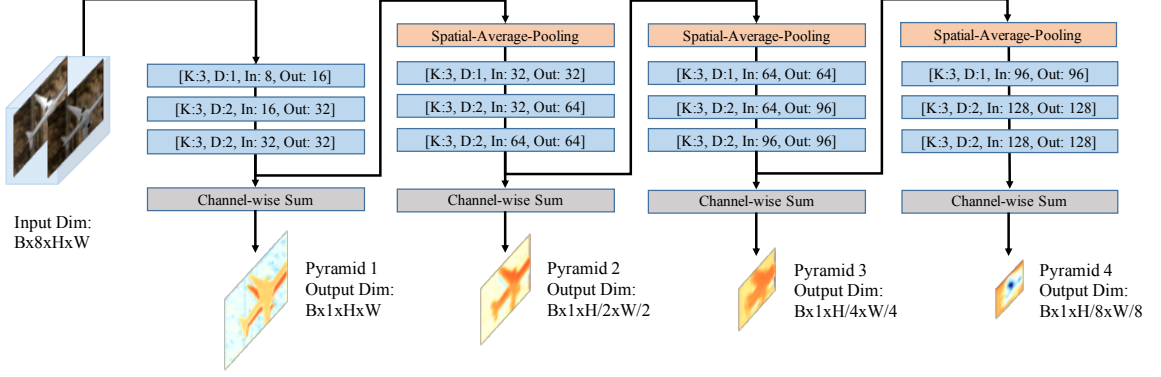 Input Dim:
Bx8xHxW
[K:3, D:1, In: 8, Out: 16]
[K:3, D:2, In: 16, Out: 32]
[K:3, D:2, In: 32, Out: 32]
Channel-wise Sum
Pyramid 1
Output Dim:
Bx1xHxW
Spatial-Average-Pooling
[K:3, D:1, In: 32, Out: 32]
[K:3, D:2, In: 32, Out: 64]
[K:3, D:2, In: 64, Out: 64]
Channel-wise Sum
Pyramid 2
Output Dim:
Bx1xH/2xW/2
Spatial-Average-Pooling
[K:3, D:1, In: 64, Out: 64]
[K:3, D:2, In: 64, Out: 96]
[K:3, D:2, In: 96, Out: 96]
Channel-wise Sum
Pyramid 3
Output Dim:
Bx1xH/4xW/4
Spatial-Average-Pooling
[K:3, D:1, In: 96, Out: 96]
[K:3, D:2, In: 128, Out: 128]
[K:3, D:2, In: 128, Out: 128]
Channel-wise Sum
Pyramid 4
Output Dim:
Bx1xH/8xW/8